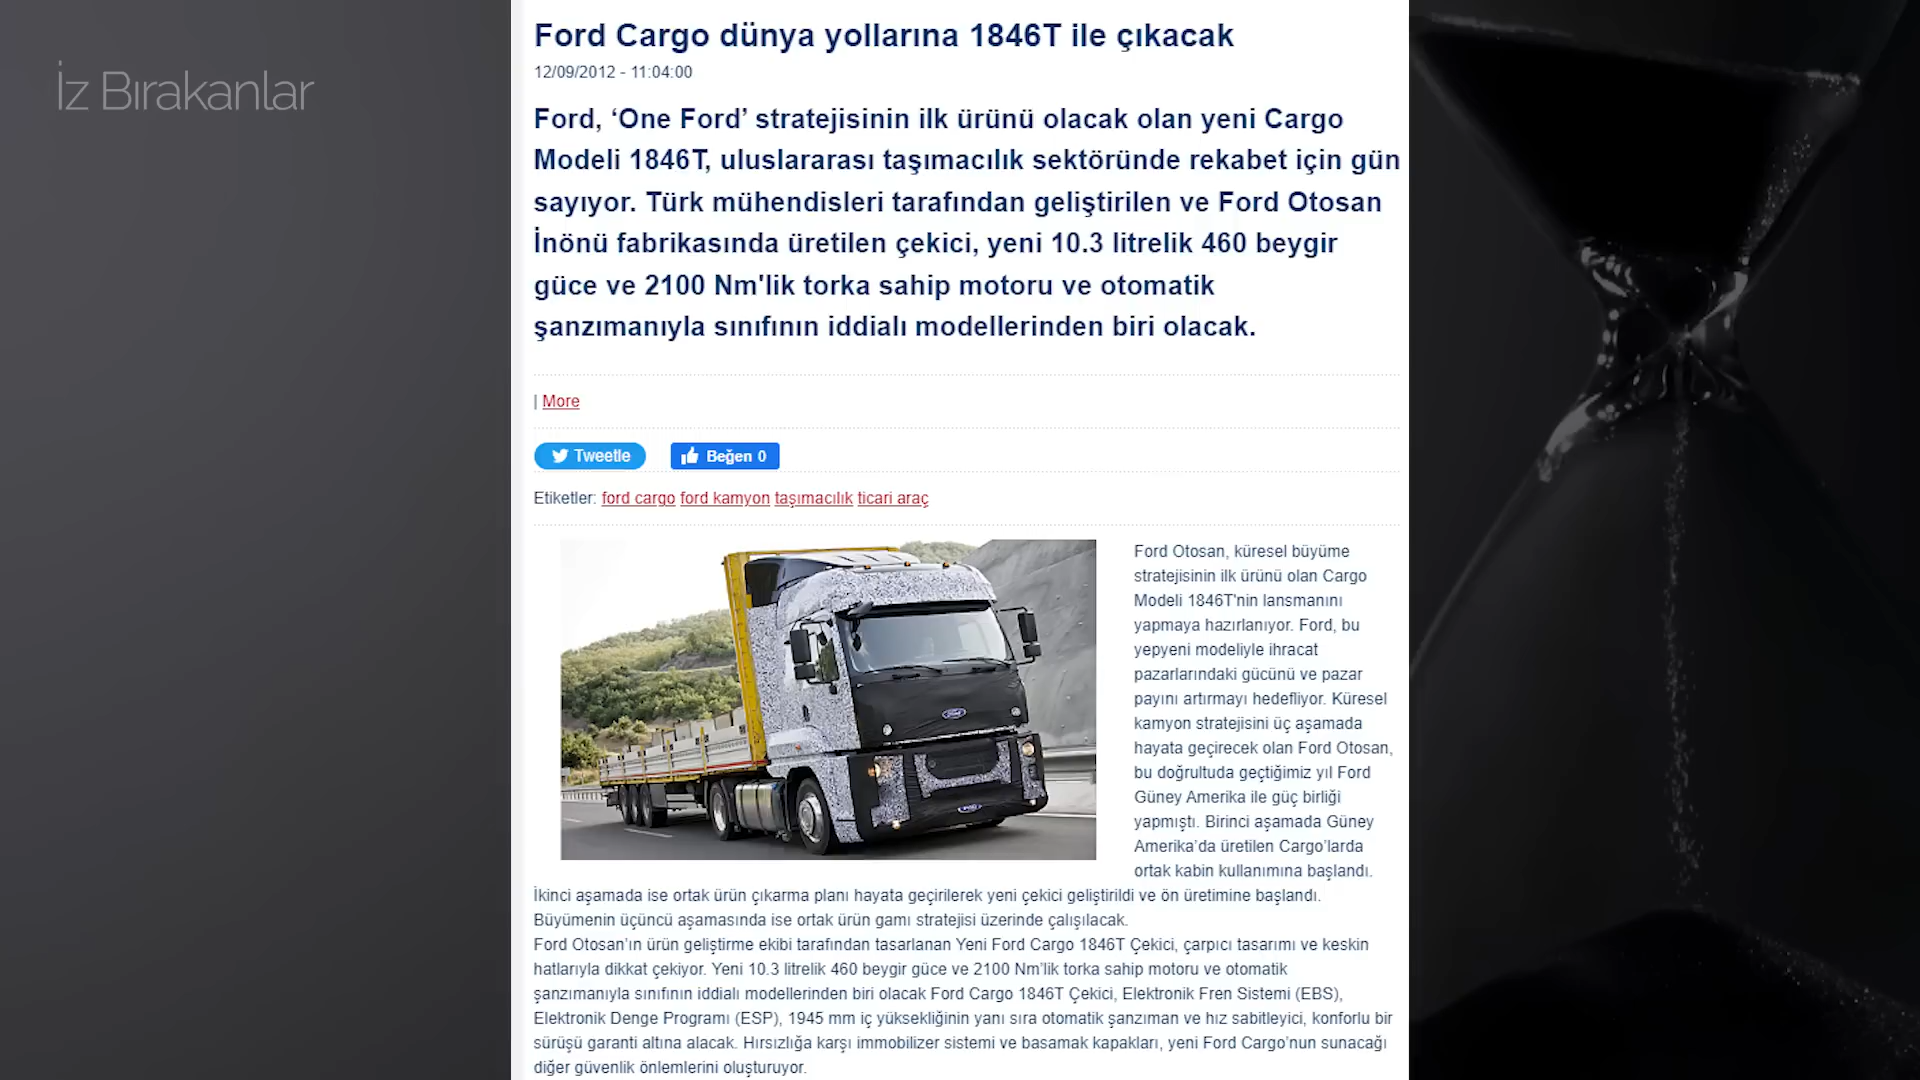 İz Bırakanlar
Ford Cargo dünya yollarına 1846T ile çıkacak
12/09/2012 - 11:04:00
Ford, ‘One Ford’ stratejisinin ilk ürünü olacak olan yeni Cargo
Modeli 1846T, uluslararası taşımacılık sektöründe rekabet için gün
sayıyor. Türk mühendisleri tarafından geliştirilen ve Ford Otosan
İnönü fabrikasında üretilen çekici, yeni 10.3 litrelik 460 beygir
güce ve 2100 Nm'lik torka sahip motoru ve otomatik
şanzımanıyla sınıfının iddialı modellerinden biri olacak.
| More
Tweetle
Beğen 0
Etiketler: ford cargo ford kamyon taşımacılık ticari araç
Ford Otosan, küresel büyüme
stratejisinin ilk ürünü olan Cargo
Modeli 1846T'nin lansmanını
yapmaya hazırlanıyor. Ford, bu
yepyeni modeliyle ihracat
pazarlarındaki gücünü ve pazar
payını artırmayı hedefliyor. Küresel
kamyon stratejisini üç aşamada
hayata geçirecek olan Ford Otosan,
bu doğrultuda geçtiğimiz yıl Ford
Güney Amerika ile güç birliği
yapmıştı. Birinci aşamada Güney
Amerika’da üretilen Cargo’larda
ortak kabin kullanımına başlandı.
İkinci aşamada ise ortak ürün çıkarma planı hayata geçirilerek yeni çekici geliştirildi ve ön üretimine başlandı.
Büyümenin üçüncü aşamasında ise ortak ürün gamı stratejisi üzerinde çalışılacak.
Ford Otosan’ın ürün geliştirme ekibi tarafından tasarlanan Yeni Ford Cargo 1846T Çekici, çarpıcı tasarımı ve keskin
hatlarıyla dikkat çekiyor. Yeni 10.3 litrelik 460 beygir güce ve 2100 Nm’lik torka sahip motoru ve otomatik
şanzımanıyla sınıfının iddialı modellerinden biri olacak Ford Cargo 1846T Çekici, Elektronik Fren Sistemi (EBS),
Elektronik Denge Programı (ESP), 1945 mm iç yüksekliğinin yanı sıra otomatik şanzıman ve hız sabitleyici, konforlu bir
sürüşü garanti altına alacak. Hırsızlığa karşı immobilizer sistemi ve basamak kapakları, yeni Ford Cargo’nun sunacağı
diğer güvenlik önlemlerini oluşturuyor.
Ford